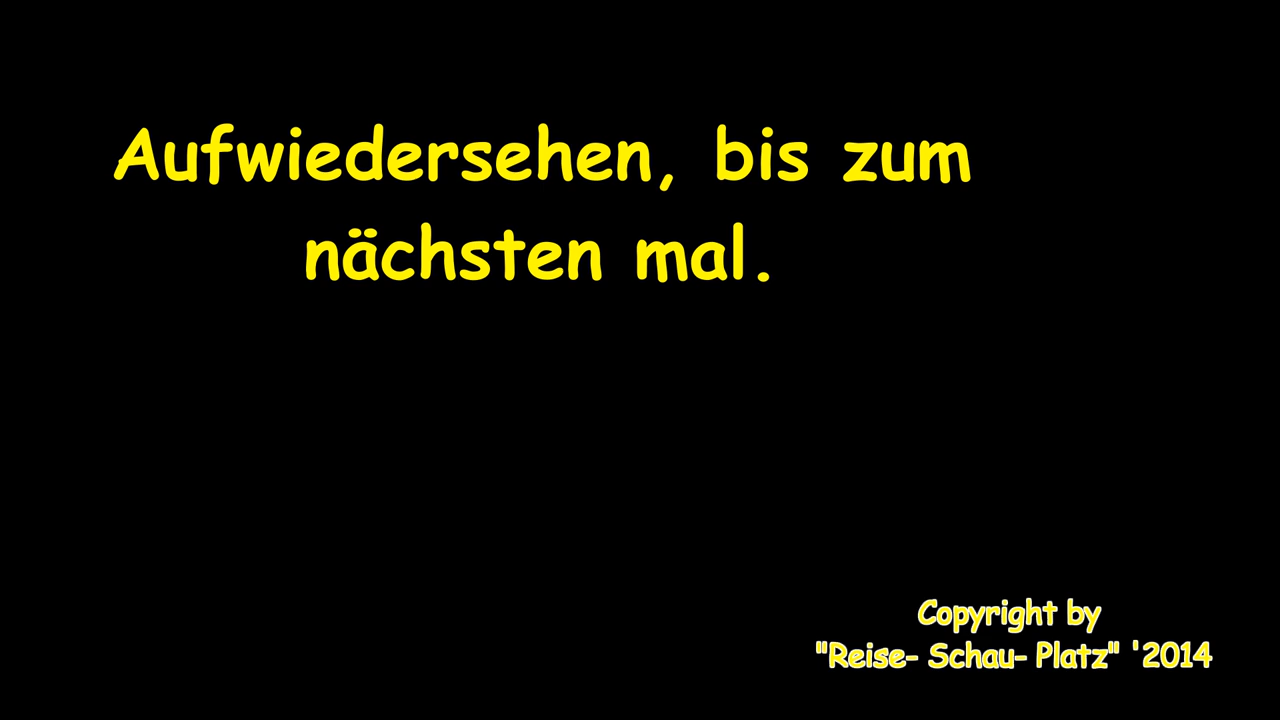 Aufwiedersehen, bis zum
nächsten mal.
Copyright by
"Reise- Schau- Platz" '2014